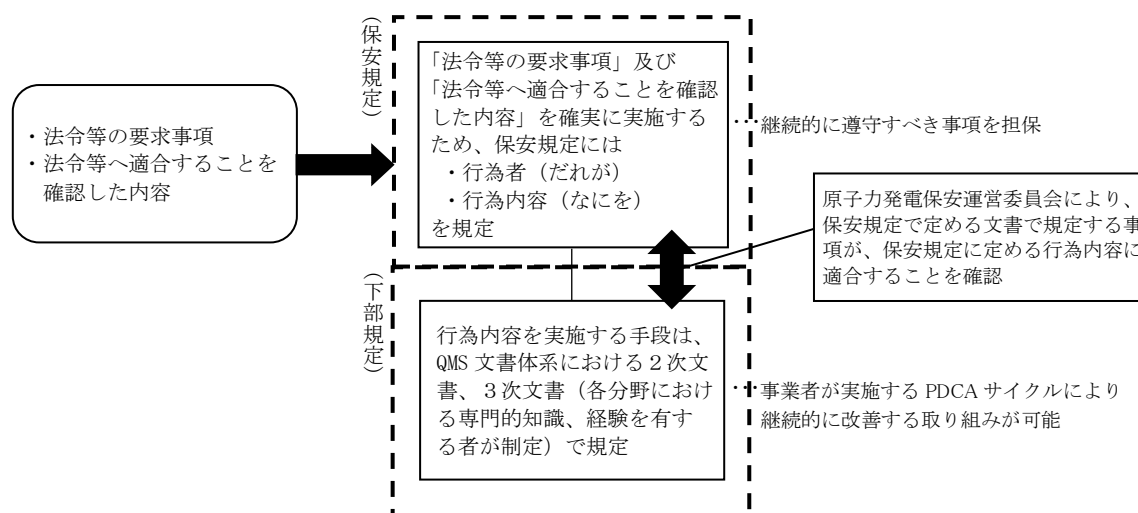 ・法令等の要求事項
・法令等へ適合することを
確認した内容
(保安規定)
「法令等の要求事項」及び
「法令等へ適合することを確認
した内容」を確実に実施する
ため、保安規定には
・行為者（だれが）
・行為内容（なにを）
を規定
…継続的に遵守すべき事項を担保
原子力発電保安運営委員会により、
保安規定で定める文書で規定する事
項が、保安規定に定める行為内容に
適合することを確認
(下部規定)
行為内容を実施する手段は、
QMS 文書体系における２次文
書、３次文書（各分野におけ
る専門的知識、経験を有す
る者が制定）で規定
…事業者が実施する PDCA サイクルにより
継続的に改善する取り組みが可能